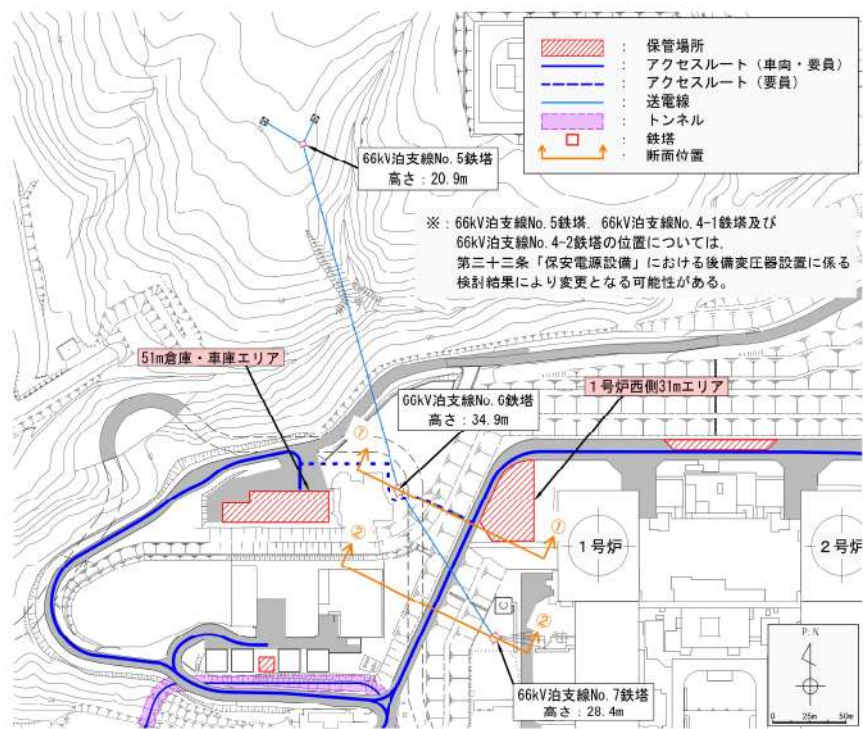 ： 保管場所
： アクセスルート（車両・要員）
： アクセスルート（要員）
： 送電線
： トンネル
： 鉄塔
： 断面位置
66kV泊支線No.5鉄塔
高さ：20.9m
※：66kV泊支線No.5鉄塔，66kV泊支線No.4-1鉄塔及び
66kV泊支線No.4-2鉄塔の位置については，
第三十三条「保安電源設備」における後備変圧器設置に係る
検討結果により変更となる可能性がある。
51m倉庫・車庫エリア
66kV泊支線No.6鉄塔
高さ：34.9m
1号炉西側31mエリア
①
①
②
②
1号炉
2号炉
66kV泊支線No.7鉄塔
高さ：28.4m
P.N
0 25m 50m